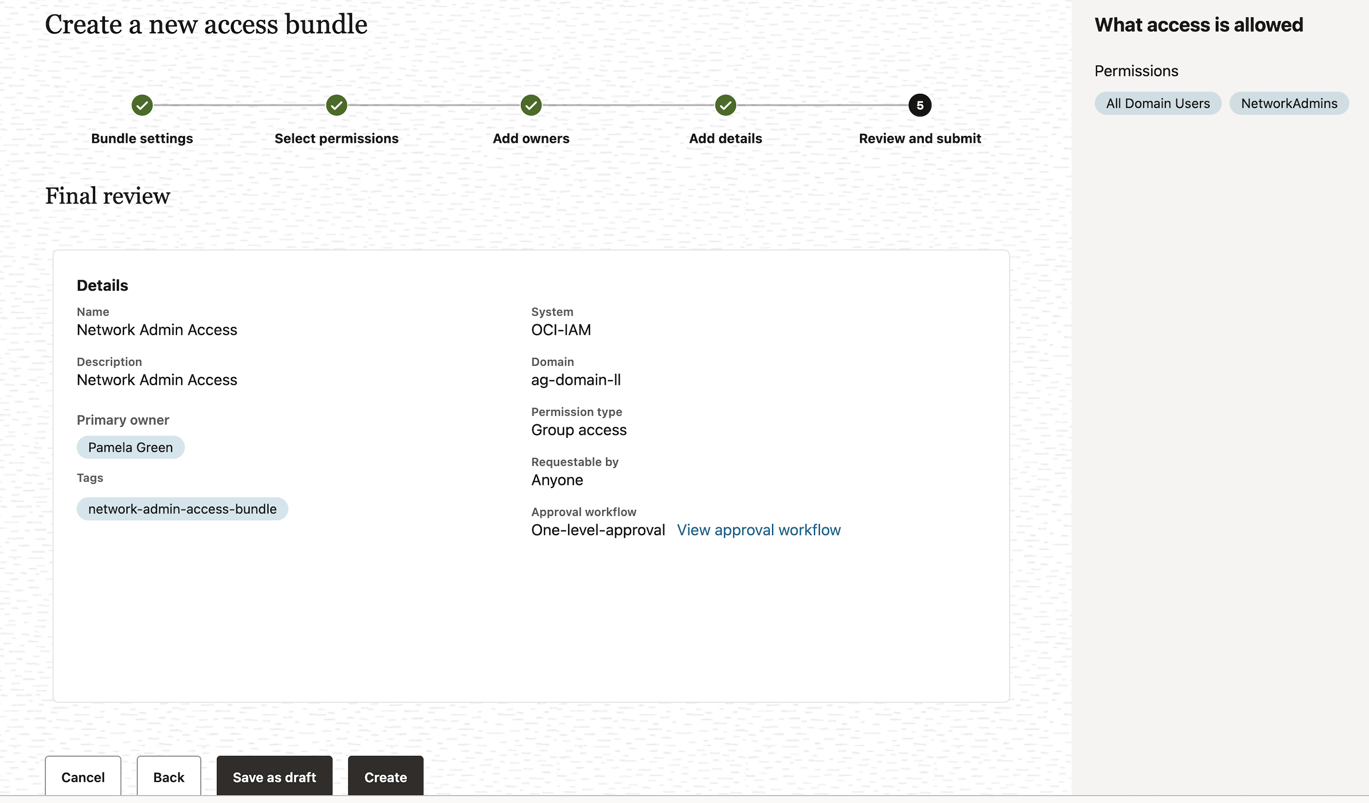 Create a new access bundle
5
Bundle settings
Select permissions
Add owners
Add details
Review and submit
Final review
Details
Name
Network Admin Access
Description
Network Admin Access
Primary owner
Pamela Green
Tags
network-admin-access-bundle
System
OCI-IAM
Domain
ag-domain-ll
Permission type
Group access
Requestable by
Anyone
Approval workflow
One-level-approval View approval workflow
Cancel
Back
Save as draft
Create
What access is allowed
Permissions
All Domain Users
NetworkAdmins